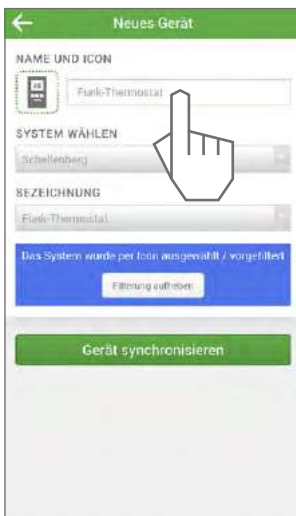 Neues Gerät
NAME UND ICON
Funk-Thermostat
SYSTEM WÄHLEN
Schellenberg
BEZEICHNUNG
Funk-Thermostat
Das System wurde per Icon ausgewählt / vorgefiltert
Filterung aufheben
Gerät synchronisieren